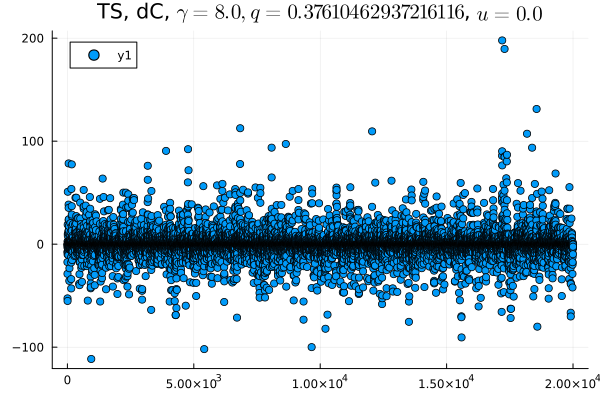 TS, dC, γ = 8.0, q = 0.37610462937216116, u = 0.0
200
y1
100
0
−100
0 5.00×10³ 1.00×10⁴ 1.50×10⁴ 2.00×10⁴